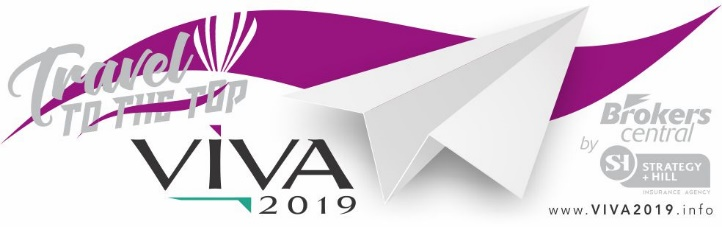 Travel
TO THE TOP
VIVA
2019
by
Brokers
central
SH STRATEGY
+ HILL
INSURANCE AGENCY
www.VIVA2019.info